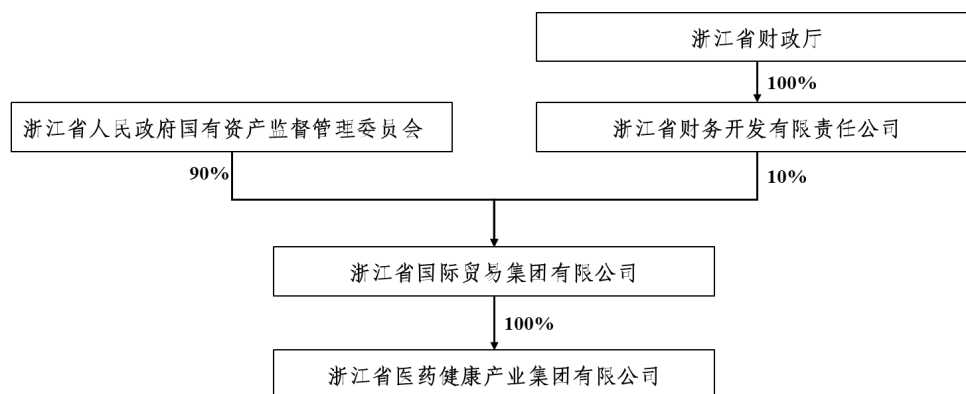 浙江省财政厅
100%
浙江省人民政府国有资产监督管理委员会
浙江省财务开发有限责任公司
90%
10%
浙江省国际贸易集团有限公司
100%
浙江省医药健康产业集团有限公司